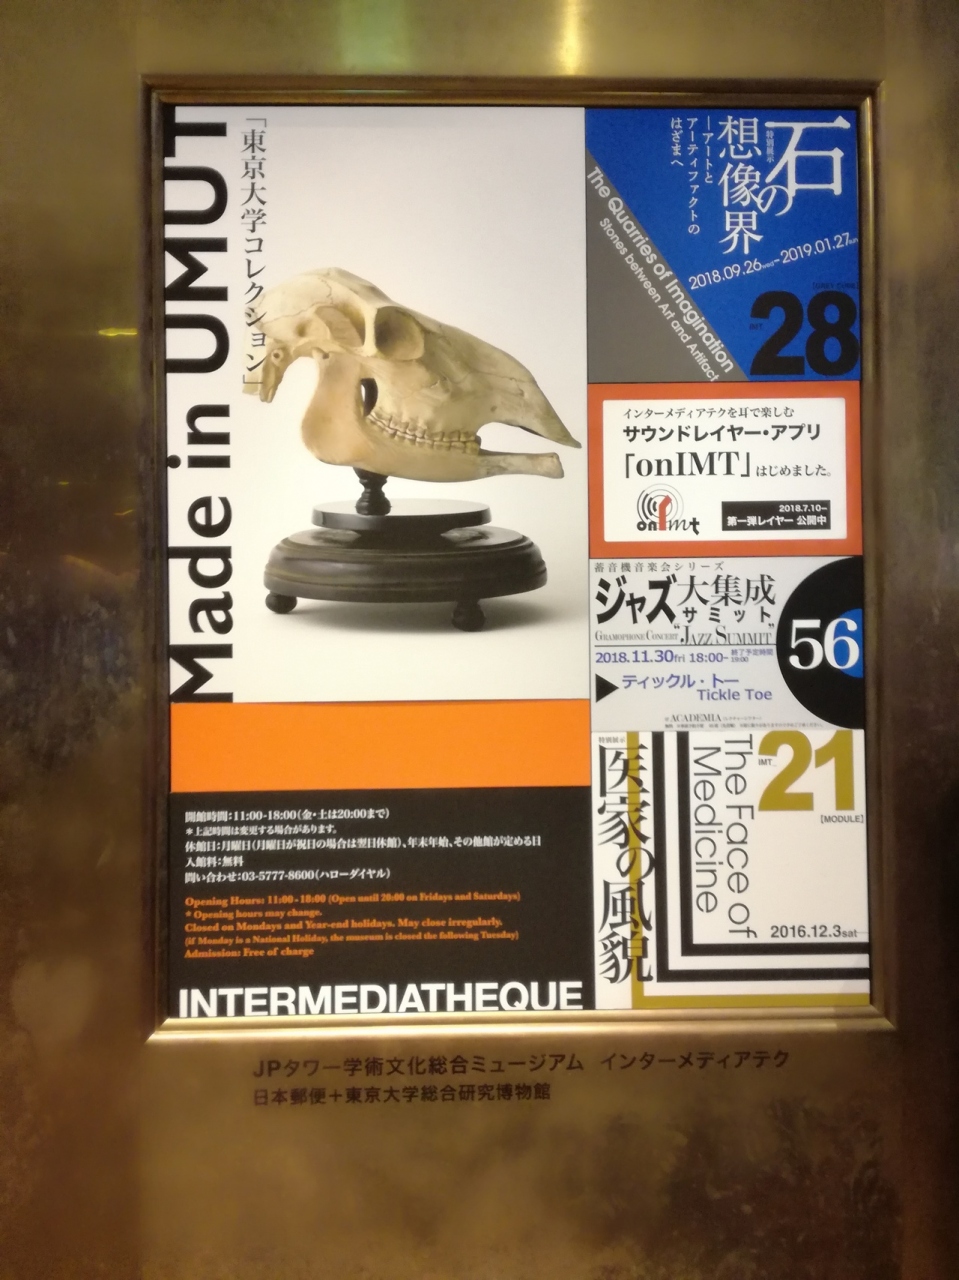 Made in UMUT
「東京大学コレクション」
特別展示
石の
想像界
―アートと
アーティファクトの
はざまへ
The Quarries of Imagination
Stones between Art and Artifact
2018.09.26wed–2019.01.27sun
[GREY CUBE]
IMT_
28
インターメディアテクを耳で楽しむ
サウンドレイヤー・アプリ
「onIMT」はじめました。
onimt
2018.7.10–
第一弾レイヤー 公開中
蓄音機音楽会シリーズ
ジャズ大集成
サミット
GRAMOPHONE CONCERT "JAZZ SUMMIT"
56
2018.11.30fri 18:00– 終了予定時間
19:00
ティックル・トー
Tickle Toe
at ACADEMIA
特別展示
医家の風貌
The Face of
Medicine
IMT_
21
[MODULE]
2016.12.3sat–
開館時間:11:00-18:00(金・土は20:00まで)
*上記時間は変更する場合があります。
休館日:月曜日(月曜日が祝日の場合は翌日休館)、年末年始、その他館が定める日
入館料:無料
問い合わせ:03-5777-8600(ハローダイヤル)
Opening Hours: 11:00 - 18:00 (Open until 20:00 on Fridays and Saturdays)
* Opening hours may change.
Closed on Mondays and Year-end holidays. May close irregularly.
(if Monday is a National Holiday, the museum is closed the following Tuesday)
Admission: Free of charge
INTERMEDIATHEQUE
JPタワー学術文化総合ミュージアム インターメディアテク
日本郵便+東京大学総合研究博物館